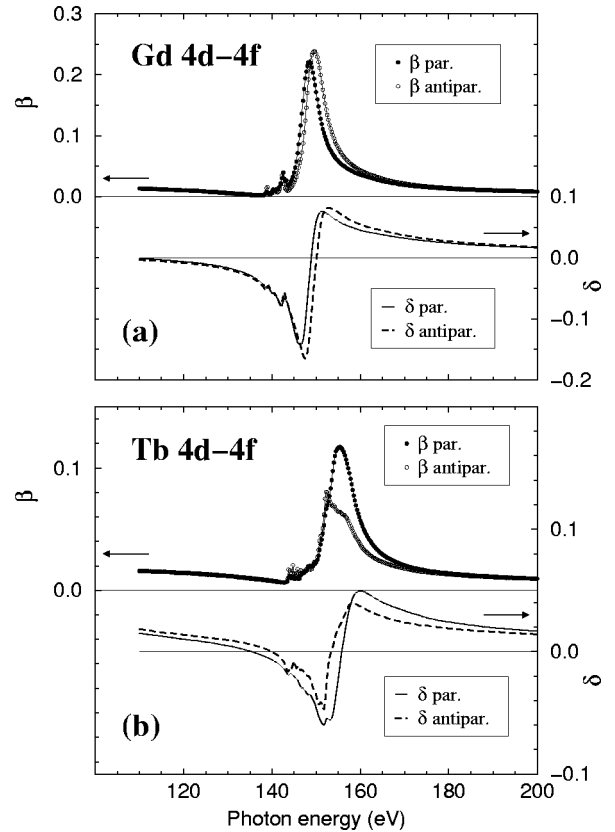 0.3
Gd 4d−4f
β par.
β antipar.
0.2
β
0.1
0.0
0.1
0.0
δ
−0.1
−0.2
δ par.
δ antipar.
(a)
Tb 4d−4f
β par.
β antipar.
0.1
β
0.0
0.1
0.0
δ
−0.1
δ par.
δ antipar.
(b)
120 140 160 180 200
Photon energy (eV)